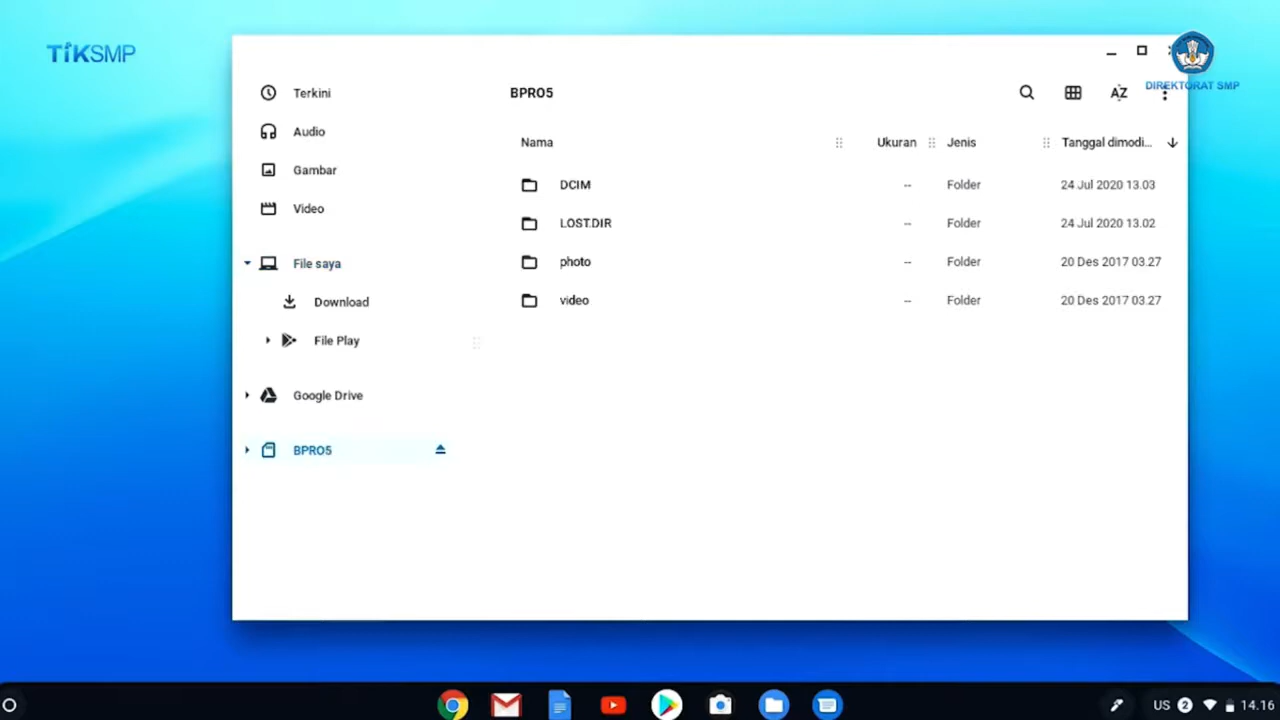 TiKSMP
DIREKTORAT SMP
Terkini
Audio
Gambar
Video
File saya
Download
File Play
Google Drive
BPRO5
BPRO5
AZ
Nama Ukuran Jenis Tanggal dimodi...
DCIM -- Folder 24 Jul 2020 13.03
LOST.DIR -- Folder 24 Jul 2020 13.02
photo -- Folder 20 Des 2017 03.27
video -- Folder 20 Des 2017 03.27
US 2 14.16